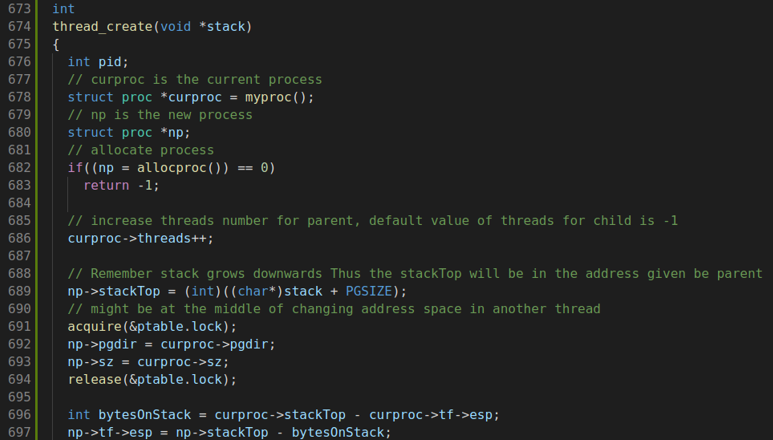 673 int
674 thread_create(void *stack)
675 {
676   int pid;
677   // curproc is the current process
678   struct proc *curproc = myproc();
679   // np is the new process
680   struct proc *np;
681   // allocate process
682   if((np = allocproc()) == 0)
683     return -1;
684
685   // increase threads number for parent, default value of threads for child is -1
686   curproc->threads++;
687
688   // Remember stack grows downwards Thus the stackTop will be in the address given be parent
689   np->stackTop = (int)((char*)stack + PGSIZE);
690   // might be at the middle of changing address space in another thread
691   acquire(&ptable.lock);
692   np->pgdir = curproc->pgdir;
693   np->sz = curproc->sz;
694   release(&ptable.lock);
695
696   int bytesOnStack = curproc->stackTop - curproc->tf->esp;
697   np->tf->esp = np->stackTop - bytesOnStack;